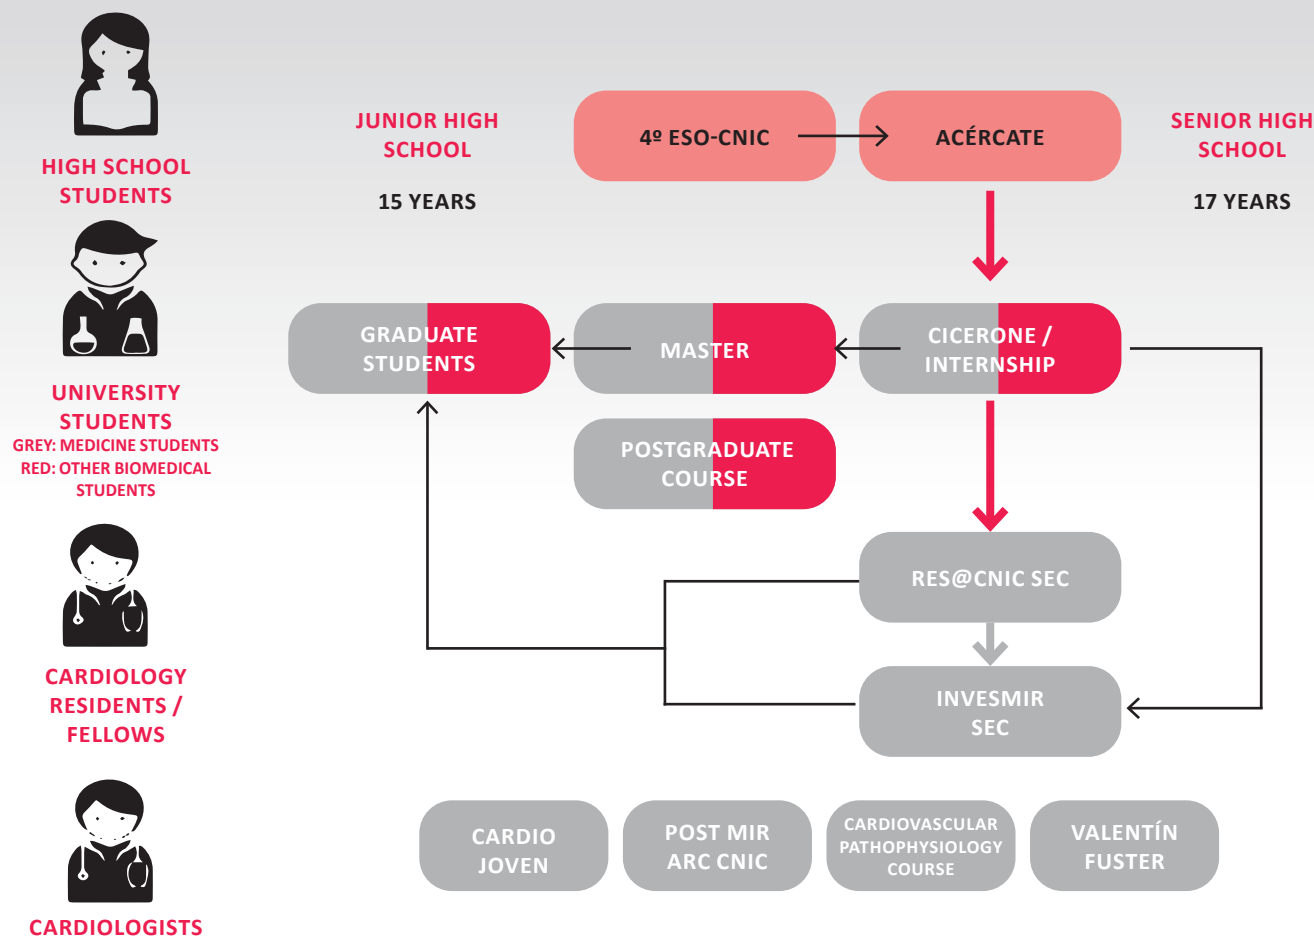 HIGH SCHOOL
STUDENTS
JUNIOR HIGH
SCHOOL
15 YEARS
4º ESO-CNIC
ACÉRCATE
SENIOR HIGH
SCHOOL
17 YEARS
UNIVERSITY
STUDENTS
GREY: MEDICINE STUDENTS
RED: OTHER BIOMEDICAL
STUDENTS
GRADUATE
STUDENTS
MASTER
CICERONE /
INTERNSHIP
POSTGRADUATE
COURSE
CARDIOLOGY
RESIDENTS /
FELLOWS
RES@CNIC SEC
INVESMIR
SEC
CARDIOLOGISTS
CARDIO
JOVEN
POST MIR
ARC CNIC
CARDIOVASCULAR
PATHOPHYSIOLOGY
COURSE
VALENTÍN
FUSTER